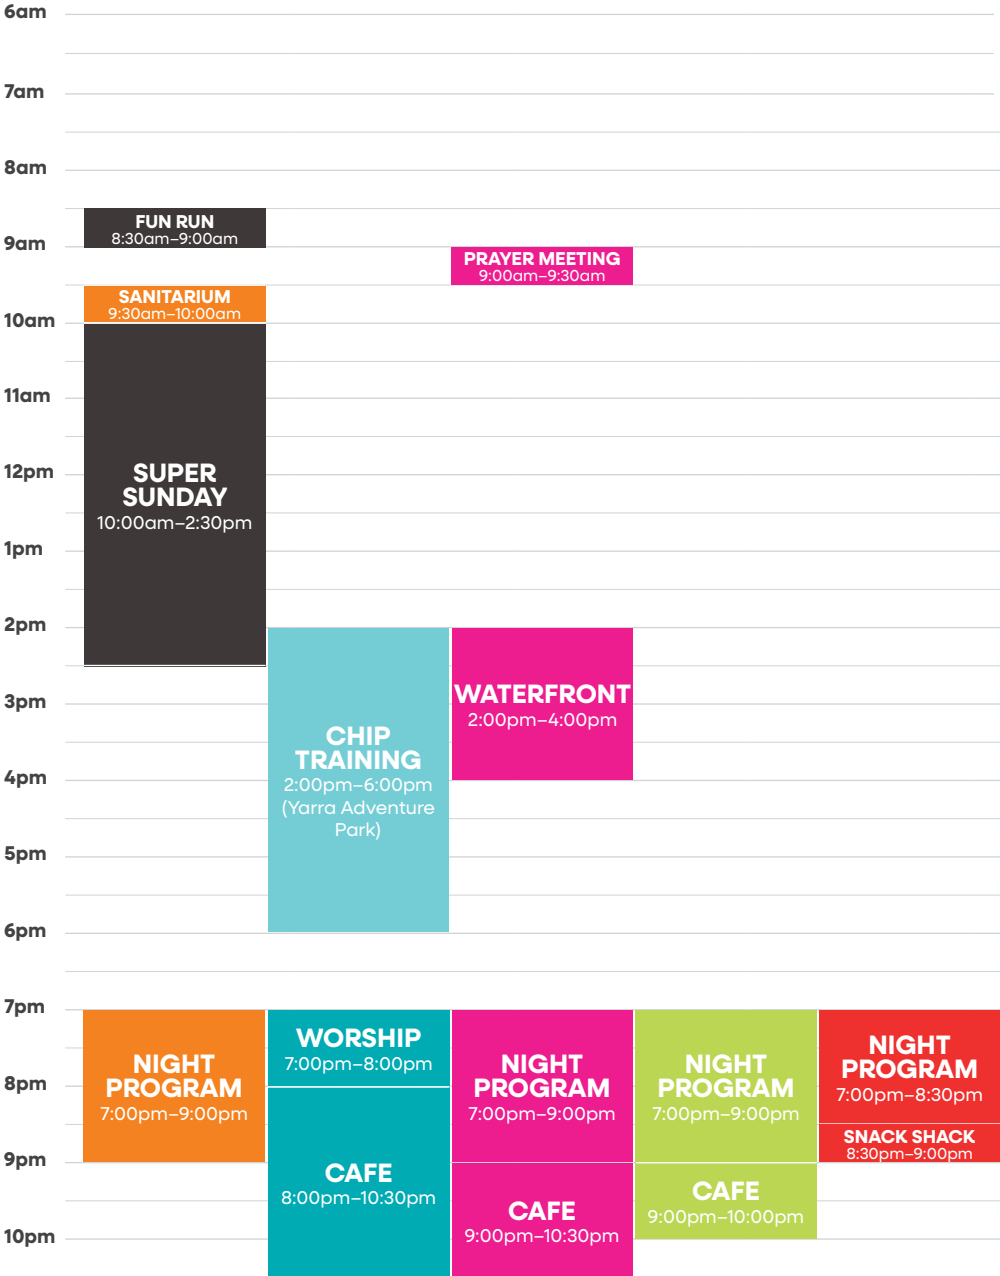 6am
7am
8am
FUN RUN
8:30am–9:00am
9am
PRAYER MEETING
9:00am–9:30am
SANITARIUM
9:30am–10:00am
10am
11am
12pm
SUPER
SUNDAY
10:00am–2:30pm
1pm
2pm
3pm
WATERFRONT
2:00pm–4:00pm
CHIP
TRAINING
2:00pm–6:00pm
(Yarra Adventure
Park)
4pm
5pm
6pm
7pm
NIGHT
PROGRAM
7:00pm–9:00pm
WORSHIP
7:00pm–8:00pm
NIGHT
PROGRAM
7:00pm–9:00pm
NIGHT
PROGRAM
7:00pm–9:00pm
NIGHT
PROGRAM
7:00pm–8:30pm
8pm
SNACK SHACK
8:30pm–9:00pm
9pm
CAFE
8:00pm–10:30pm
CAFE
9:00pm–10:30pm
CAFE
9:00pm–10:00pm
10pm